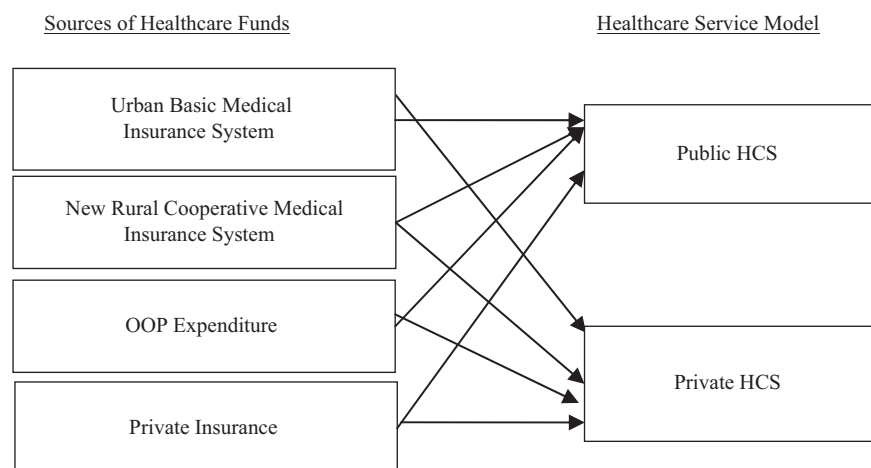 Sources of Healthcare Funds
Healthcare Service Model
Urban Basic Medical
Insurance System
Public HCS
New Rural Cooperative Medical
Insurance System
OOP Expenditure
Private HCS
Private Insurance